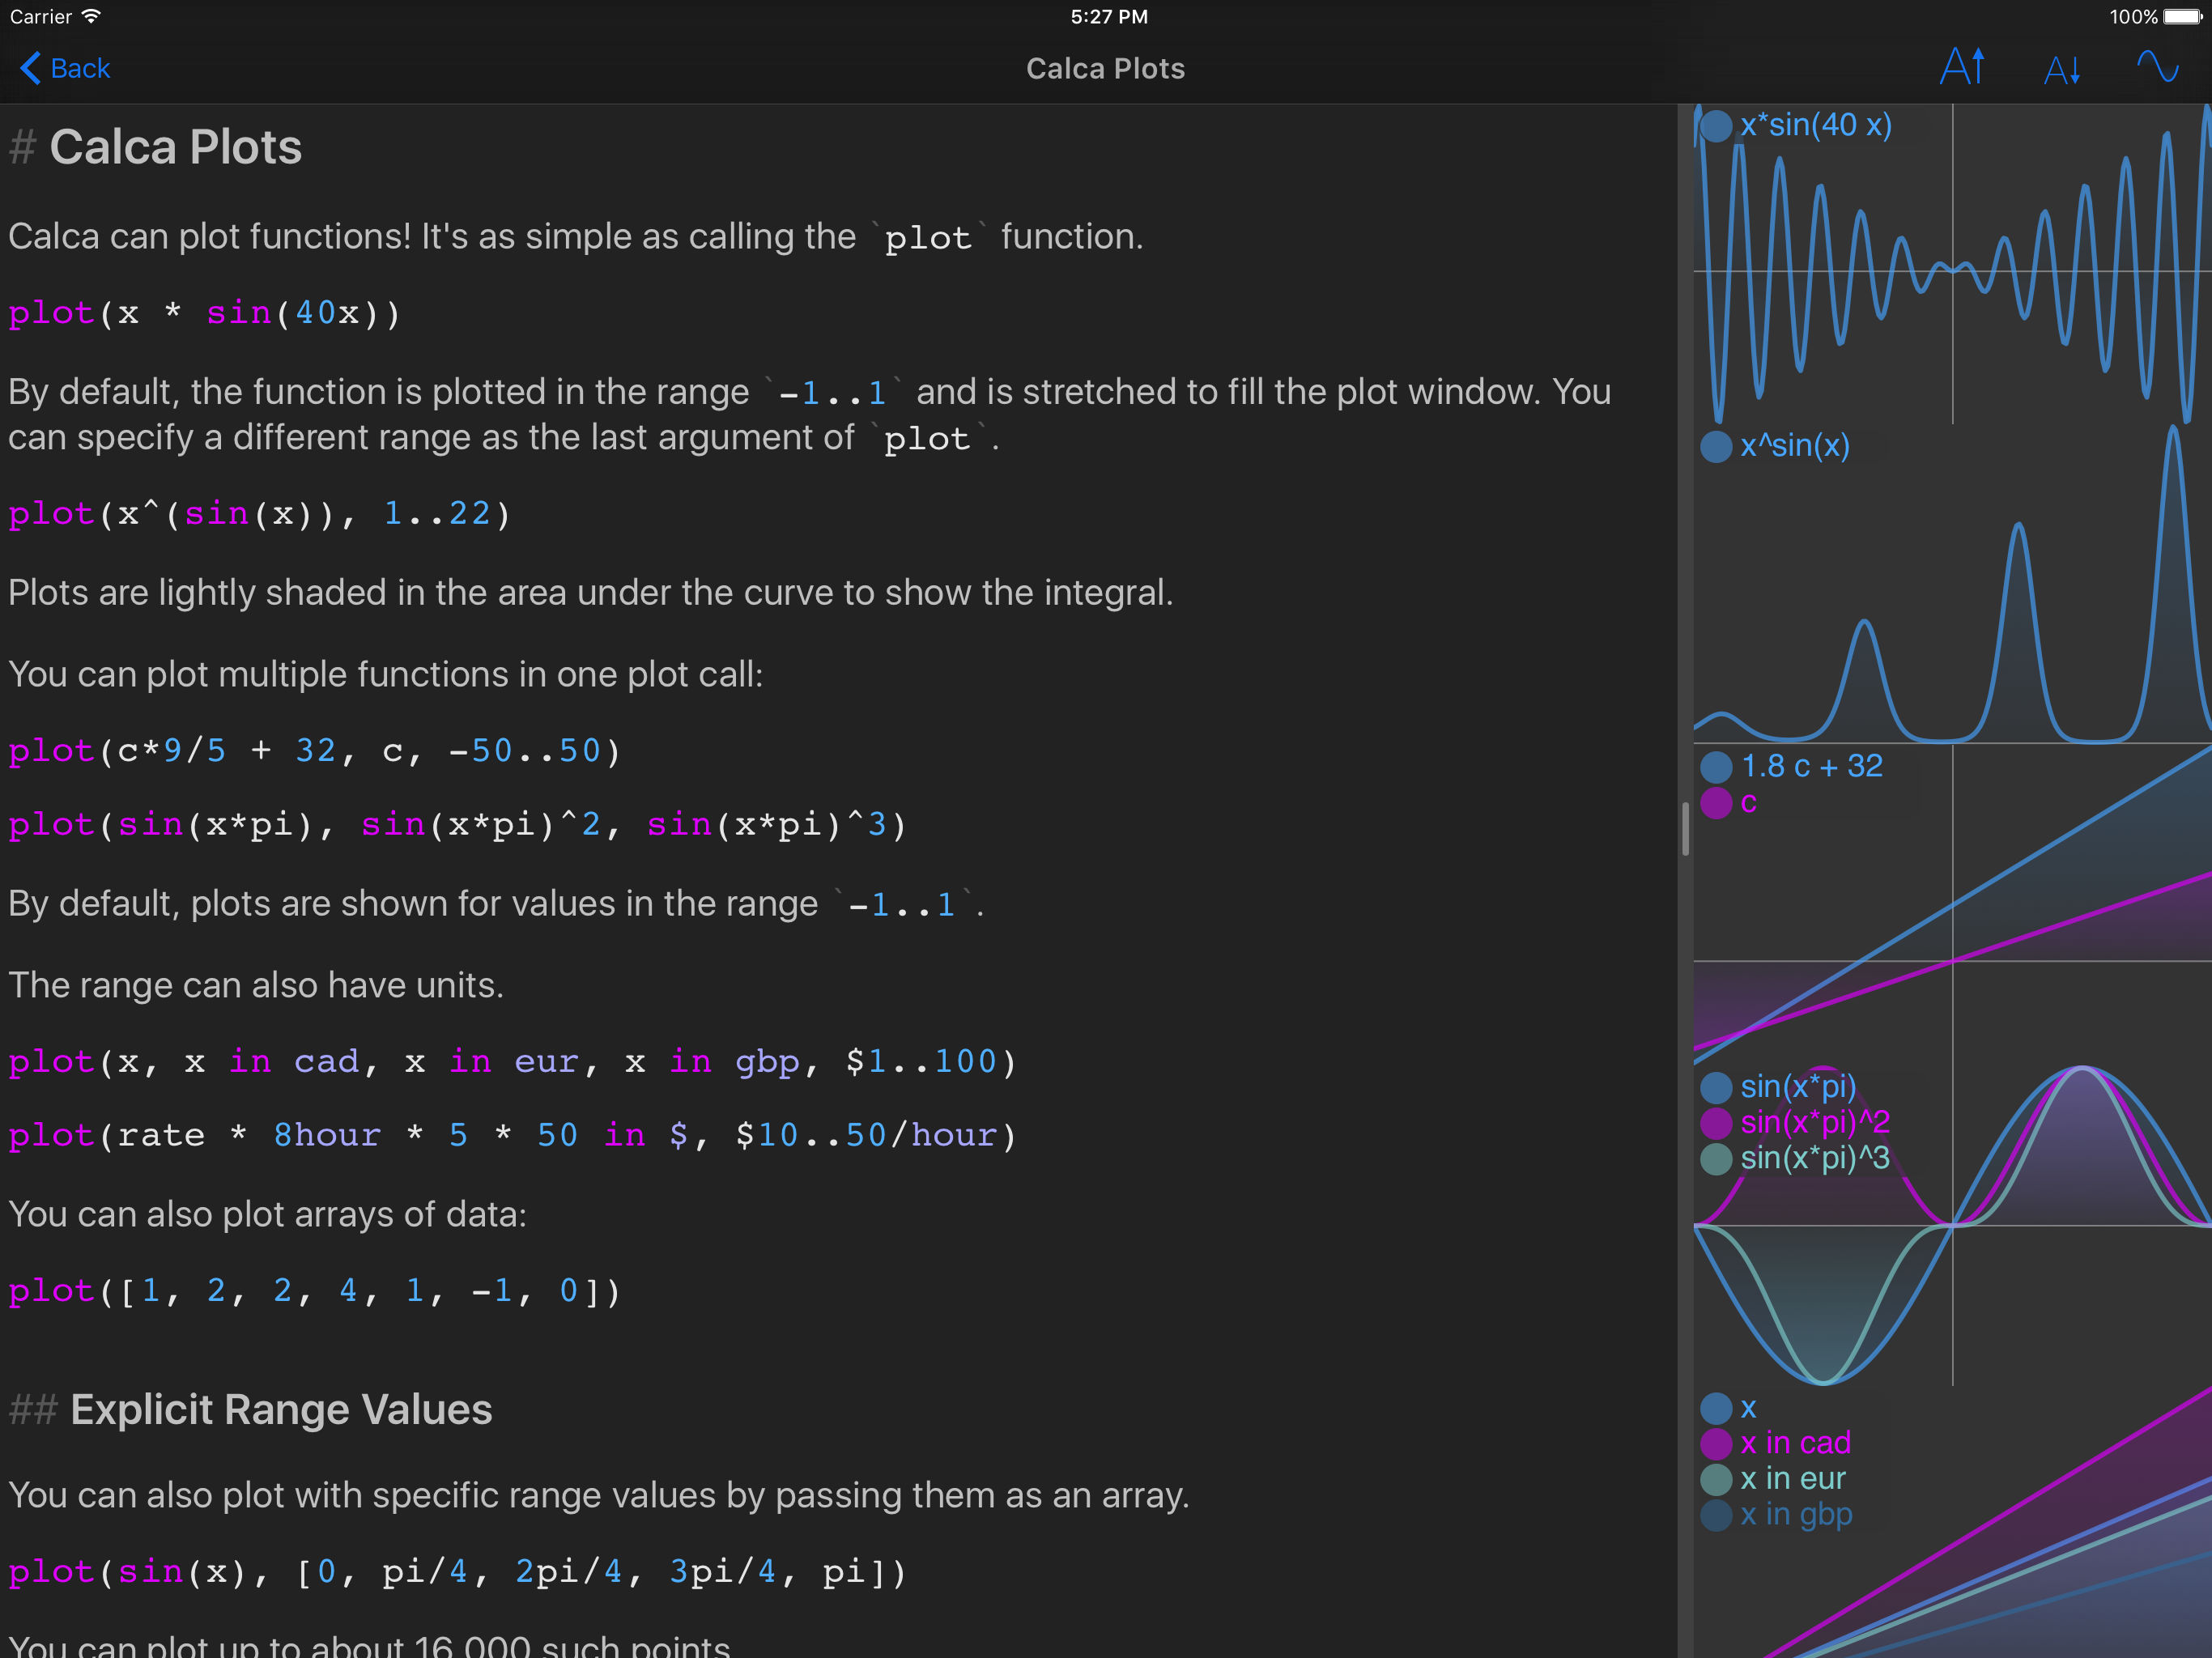 Carrier
5:27 PM
100%
Back
Calca Plots
# Calca Plots
Calca can plot functions! It's as simple as calling the `plot` function.
plot(x * sin(40x))
By default, the function is plotted in the range `-1..1` and is stretched to fill the plot window. You
can specify a different range as the last argument of `plot`.
plot(x^(sin(x)), 1..22)
Plots are lightly shaded in the area under the curve to show the integral.
You can plot multiple functions in one plot call:
plot(c*9/5 + 32, c, -50..50)
plot(sin(x*pi), sin(x*pi)^2, sin(x*pi)^3)
By default, plots are shown for values in the range `-1..1`.
The range can also have units.
plot(x, x in cad, x in eur, x in gbp, $1..100)
plot(rate * 8hour * 5 * 50 in $, $10..50/hour)
You can also plot arrays of data:
plot([1, 2, 2, 4, 1, -1, 0])
## Explicit Range Values
You can also plot with specific range values by passing them as an array.
plot(sin(x), [0, pi/4, 2pi/4, 3pi/4, pi])
You can plot up to about 16,000 such points
x*sin(40 x)
x^sin(x)
1.8 c + 32
c
sin(x*pi)
sin(x*pi)^2
sin(x*pi)^3
x
x in cad
x in eur
x in gbp